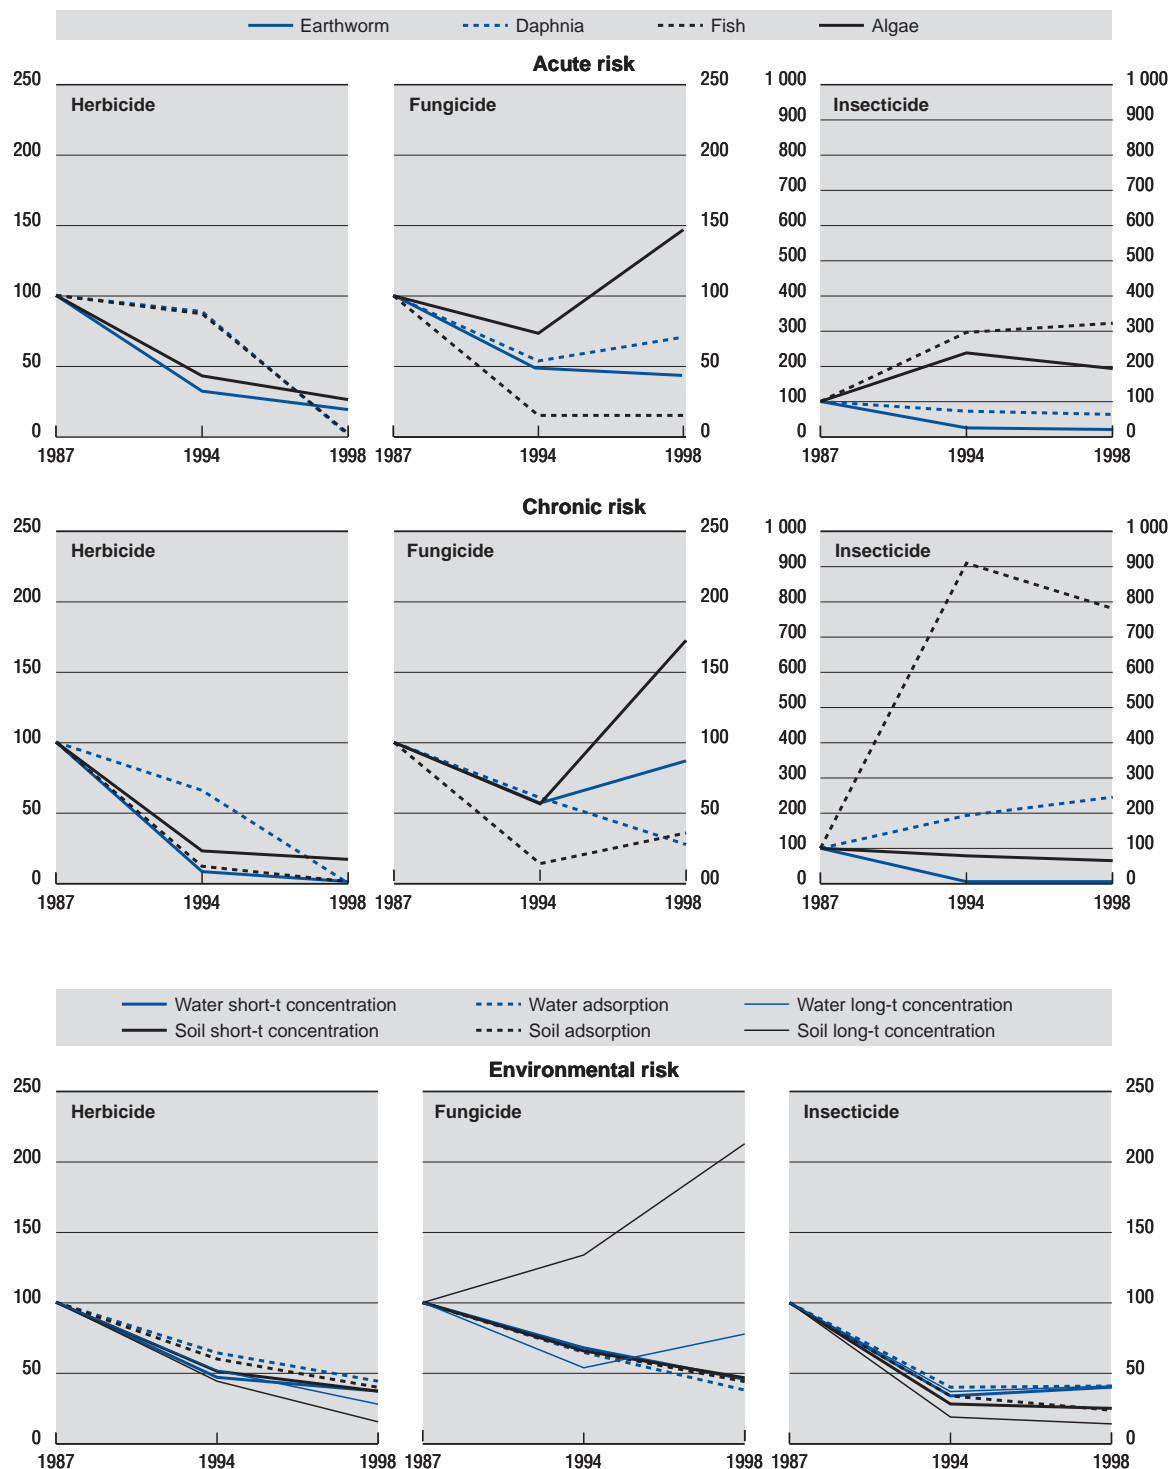 Earthworm Daphnia Fish Algae
Acute risk
250 250 1 000 1 000
Herbicide Fungicide Insecticide
900 900
200 200 800 800
700 700
150 150 600 600
500 500
100 100 400 400
300 300
50 50 200 200
100 100
0 0 0 0
1987 1994 1998 1987 1994 1998 1987 1994 1998
Chronic risk
250 250 1 000 1 000
Herbicide Fungicide Insecticide
900 900
200 200 800 800
700 700
150 150 600 600
500 500
100 100 400 400
300 300
50 50 200 200
100 100
0 00 0 0
1987 1994 1998 1987 1994 1998 1987 1994 1998
Water short-t concentration Water adsorption Water long-t concentration
Soil short-t concentration Soil adsorption Soil long-t concentration
Environmental risk
250 250
Herbicide Fungicide Insecticide
200 200
150 150
100 100
50 50
0 0
1987 1994 1998 1987 1994 1998 1987 1994 1998